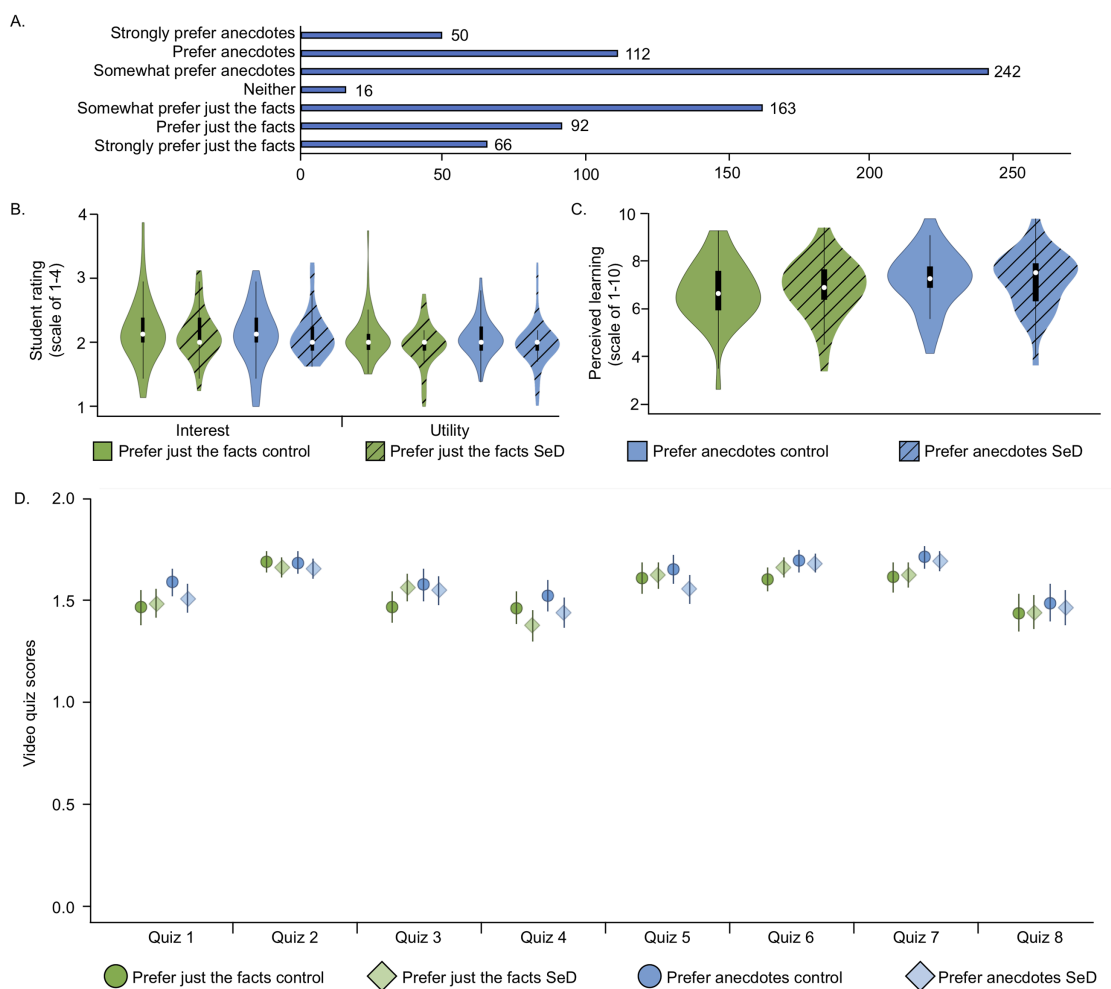 A.
Strongly prefer anecdotes 50
Prefer anecdotes 112
Somewhat prefer anecdotes 242
Neither 16
Somewhat prefer just the facts 163
Prefer just the facts 92
Strongly prefer just the facts 66
0 50 100 150 200 250
B.
Student rating
(scale of 1-4)
4
3
2
1
Interest Utility
C.
Perceived learning
(scale of 1-10)
10
8
6
4
2
Prefer just the facts control Prefer just the facts SeD Prefer anecdotes control Prefer anecdotes SeD
D.
Video quiz scores
2.0
1.5
1.0
0.5
0.0
Quiz 1 Quiz 2 Quiz 3 Quiz 4 Quiz 5 Quiz 6 Quiz 7 Quiz 8
Prefer just the facts control Prefer just the facts SeD Prefer anecdotes control Prefer anecdotes SeD